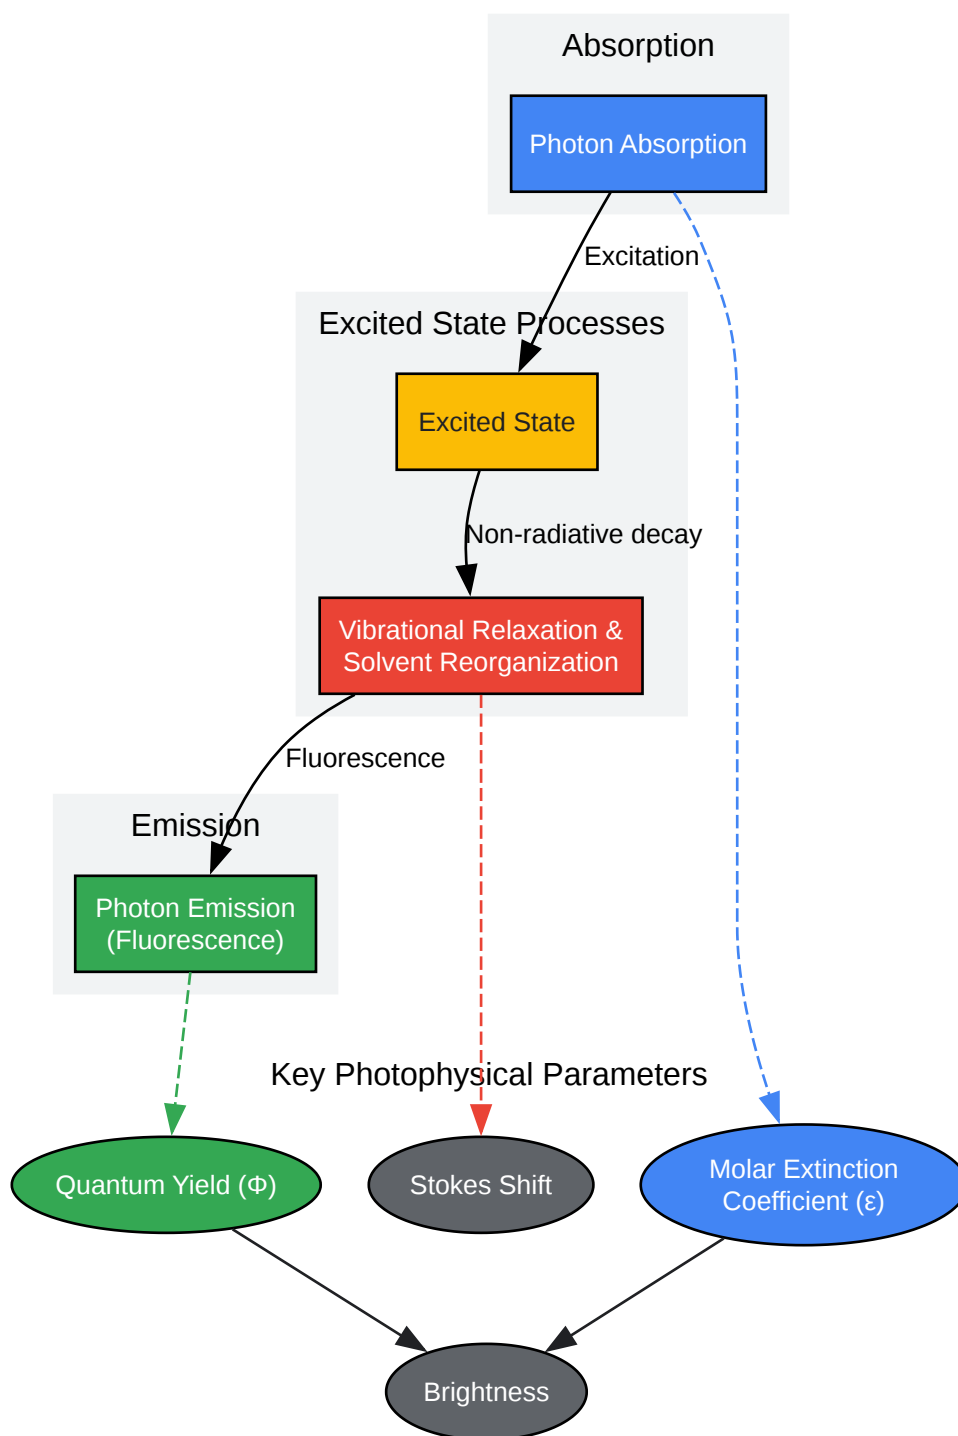 Absorption
Photon Absorption
Excitation
Excited State Processes
Excited State
Non-radiative decay
Vibrational Relaxation &
Solvent Reorganization
Fluorescence
Emission
Photon Emission
(Fluorescence)
Key Photophysical Parameters
Quantum Yield (Φ)
Stokes Shift
Molar Extinction
Coefficient (ε)
Brightness